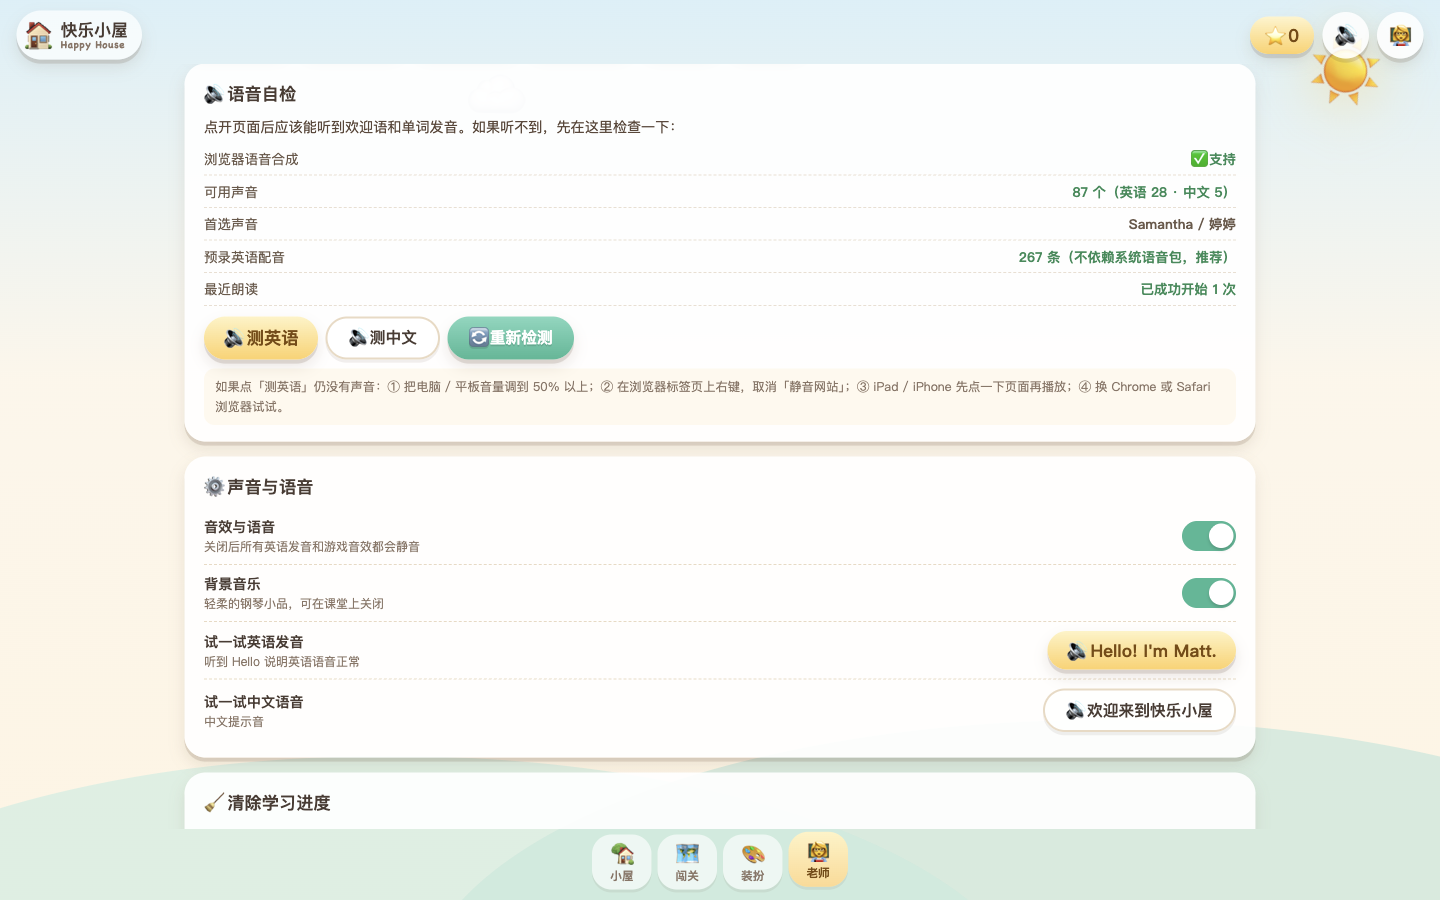 快乐小屋
Happy House
0
语音自检
点开页面后应该能听到欢迎语和单词发音。如果听不到，先在这里检查一下：
浏览器语音合成
支持
可用声音
87 个（英语 28 · 中文 5）
首选声音
Samantha / 婷婷
预录英语配音
267 条（不依赖系统语音包，推荐）
最近朗读
已成功开始 1 次
测英语
测中文
重新检测
如果点「测英语」仍没有声音：① 把电脑 / 平板音量调到 50% 以上；② 在浏览器标签页上右键，取消「静音网站」；③ iPad / iPhone 先点一下页面再播放；④ 换 Chrome 或 Safari
浏览器试试。
声音与语音
音效与语音
关闭后所有英语发音和游戏音效都会静音
背景音乐
轻柔的钢琴小品，可在课堂上关闭
试一试英语发音
听到 Hello 说明英语语音正常
Hello! I'm Matt.
试一试中文语音
中文提示音
欢迎来到快乐小屋
清除学习进度
小屋
闯关
装扮
老师